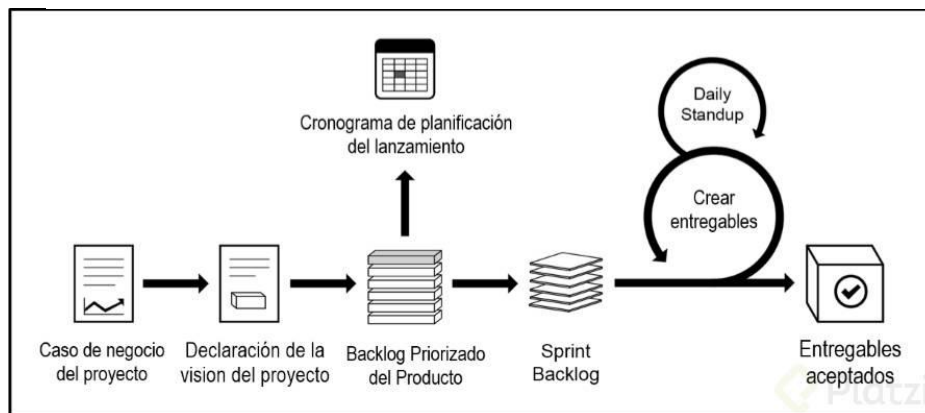 Cronograma de planificación
del lanzamiento
Daily
Standup
Crear
entregables
Caso de negocio
del proyecto
Declaración de la
vision del proyecto
Backlog Priorizado
del Producto
Sprint
Backlog
Entregables
aceptados
Platzi